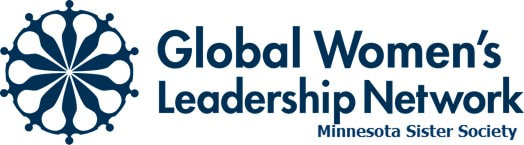 Global Women's
Leadership Network
Minnesota Sister Society